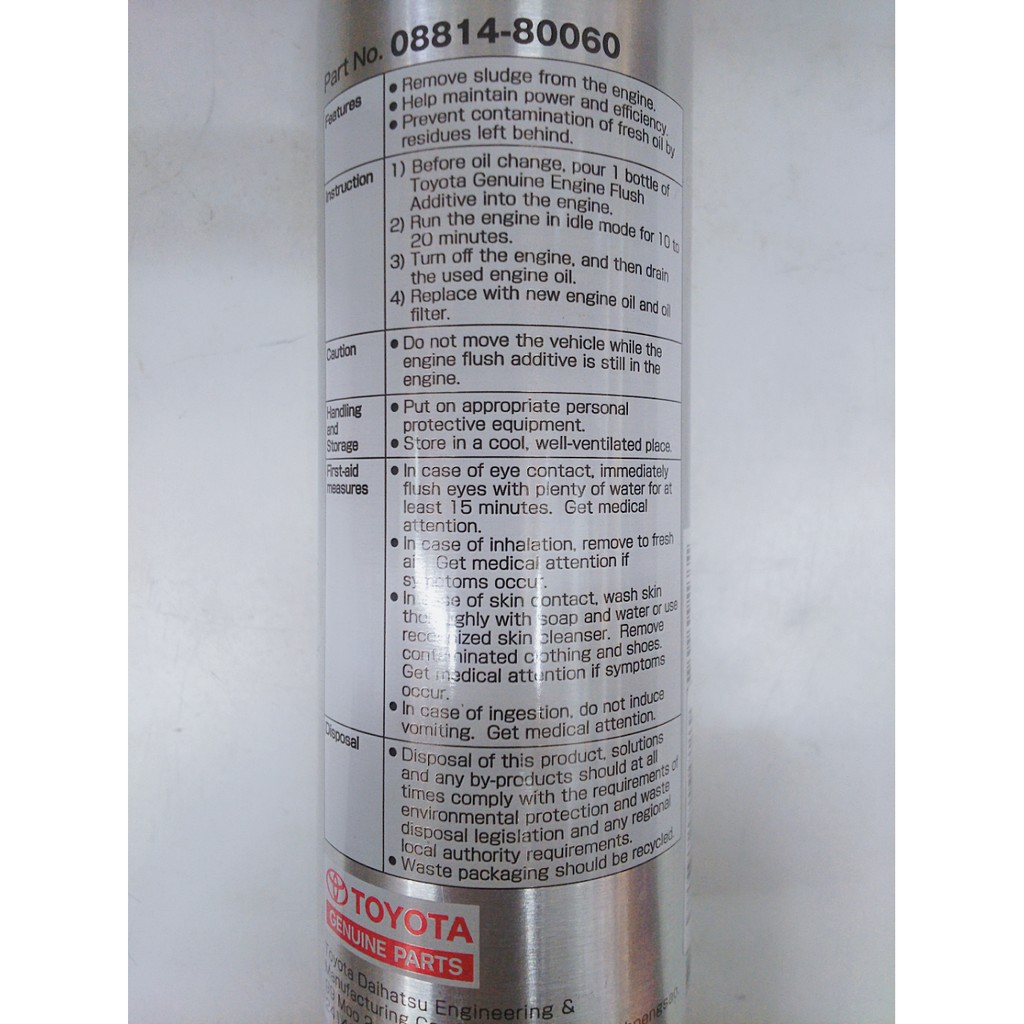 Part No. 08814-80060
Features
• Remove sludge from the engine.
• Help maintain power and efficiency.
• Prevent contamination of fresh oil by
residues left behind.
Instruction
1) Before oil change, pour 1 bottle of
Toyota Genuine Engine Flush
Additive into the engine.
2) Run the engine in idle mode for 10 to
20 minutes.
3) Turn off the engine, and then drain
the used engine oil.
4) Replace with new engine oil and oil
filter.
Caution
• Do not move the vehicle while the
engine flush additive is still in the
engine.
Handling
and
Storage
• Put on appropriate personal
protective equipment.
• Store in a cool, well-ventilated place.
First-aid
measures
• In case of eye contact, immediately
flush eyes with plenty of water for at
least 15 minutes. Get medical
attention.
• In case of inhalation, remove to fresh
air. Get medical attention if
symptoms occur.
• In case of skin contact, wash skin
thoroughly with soap and water or use
recognized skin cleanser. Remove
contaminated clothing and shoes.
Get medical attention if symptoms
occur.
• In case of ingestion, do not induce
vomiting. Get medical attention.
Disposal
• Disposal of this product, solutions
and any by-products should at all
times comply with the requirements of
environmental protection and waste
disposal legislation and any regional
local authority requirements.
• Waste packaging should be recycled.
TOYOTA
GENUINE PARTS
Toyota Daihatsu Engineering &
Manufacturing
Moo